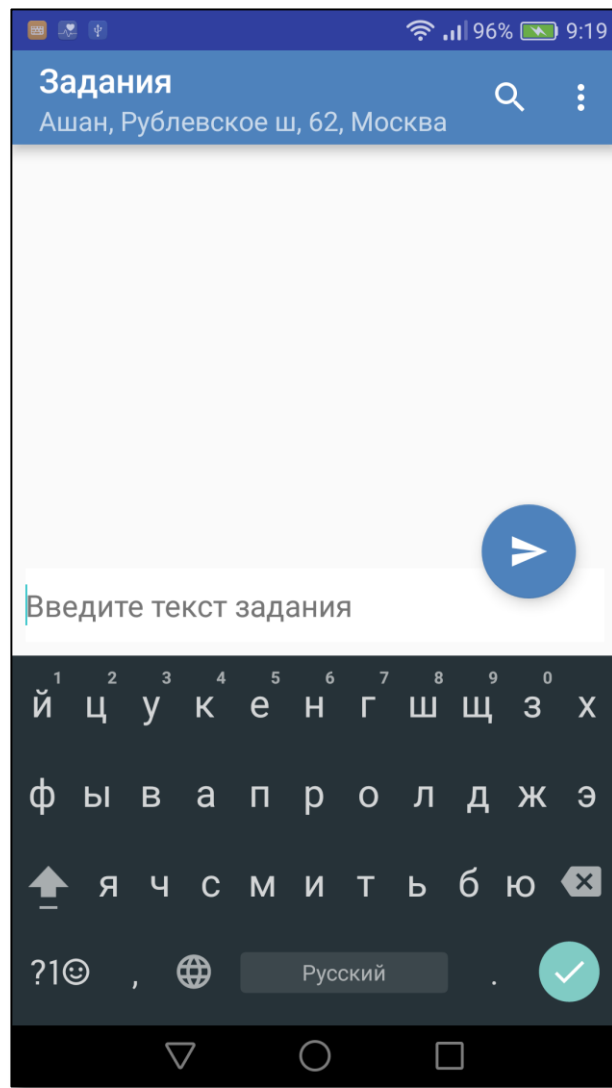 96% 9:19
Задания
Ашан, Рублевское ш, 62, Москва
Введите текст задания
1 2 3 4 5 6 7 8 9 0
й ц у к е н г ш щ з х
ф ы в а п р о л д ж э
я ч с м и т ь б ю
?1☺ , Русский .